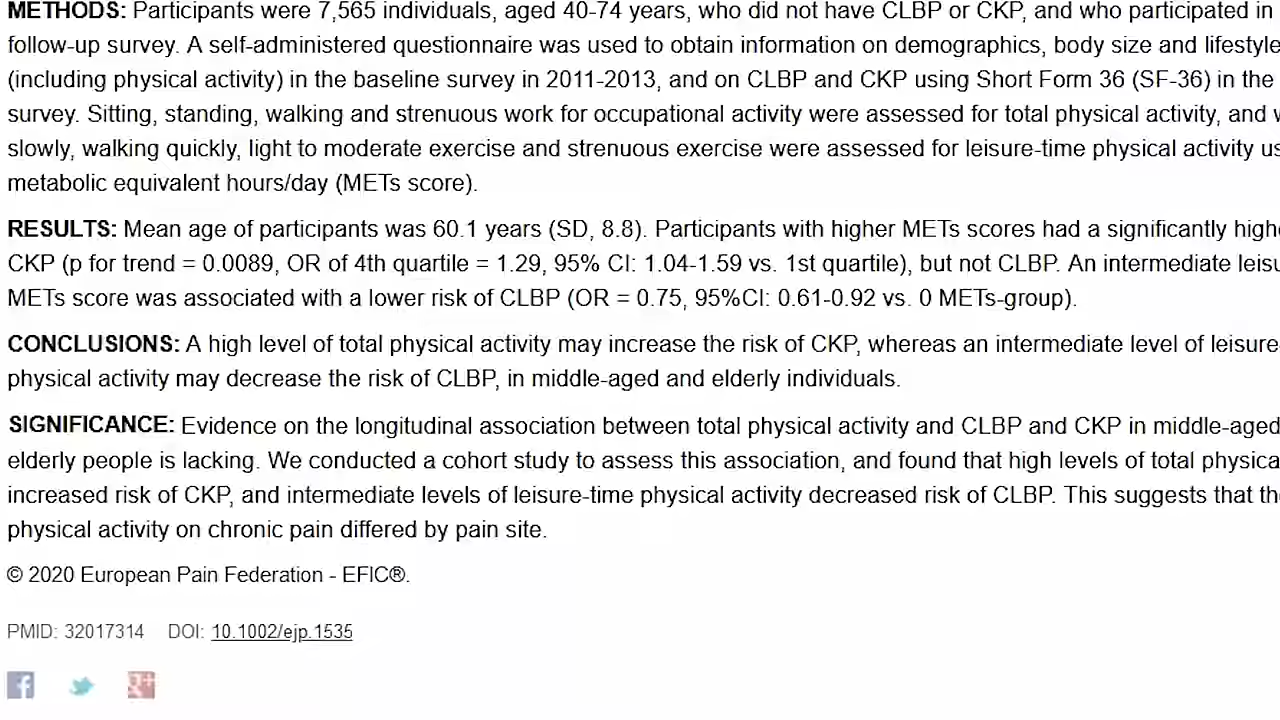 METHODS: Participants were 7,565 individuals, aged 40-74 years, who did not have CLBP or CKP, and who participated in
follow-up survey. A self-administered questionnaire was used to obtain information on demographics, body size and lifestyle
(including physical activity) in the baseline survey in 2011-2013, and on CLBP and CKP using Short Form 36 (SF-36) in the
survey. Sitting, standing, walking and strenuous work for occupational activity were assessed for total physical activity, and
slowly, walking quickly, light to moderate exercise and strenuous exercise were assessed for leisure-time physical activity
metabolic equivalent hours/day (METs score).
RESULTS: Mean age of participants was 60.1 years (SD, 8.8). Participants with higher METs scores had a significantly
CKP (p for trend = 0.0089, OR of 4th quartile = 1.29, 95% CI: 1.04-1.59 vs. 1st quartile), but not CLBP. An intermediate
METs score was associated with a lower risk of CLBP (OR = 0.75, 95%CI: 0.61-0.92 vs. 0 METs-group).
CONCLUSIONS: A high level of total physical activity may increase the risk of CKP, whereas an intermediate level of leisure
physical activity may decrease the risk of CLBP, in middle-aged and elderly individuals.
SIGNIFICANCE: Evidence on the longitudinal association between total physical activity and CLBP and CKP in middle-aged
elderly people is lacking. We conducted a cohort study to assess this association, and found that high levels of total
increased risk of CKP, and intermediate levels of leisure-time physical activity decreased risk of CLBP. This suggests that
physical activity on chronic pain differed by pain site.
© 2020 European Pain Federation - EFIC®.
PMID: 32017314 DOI: 10.1002/ejp.1535